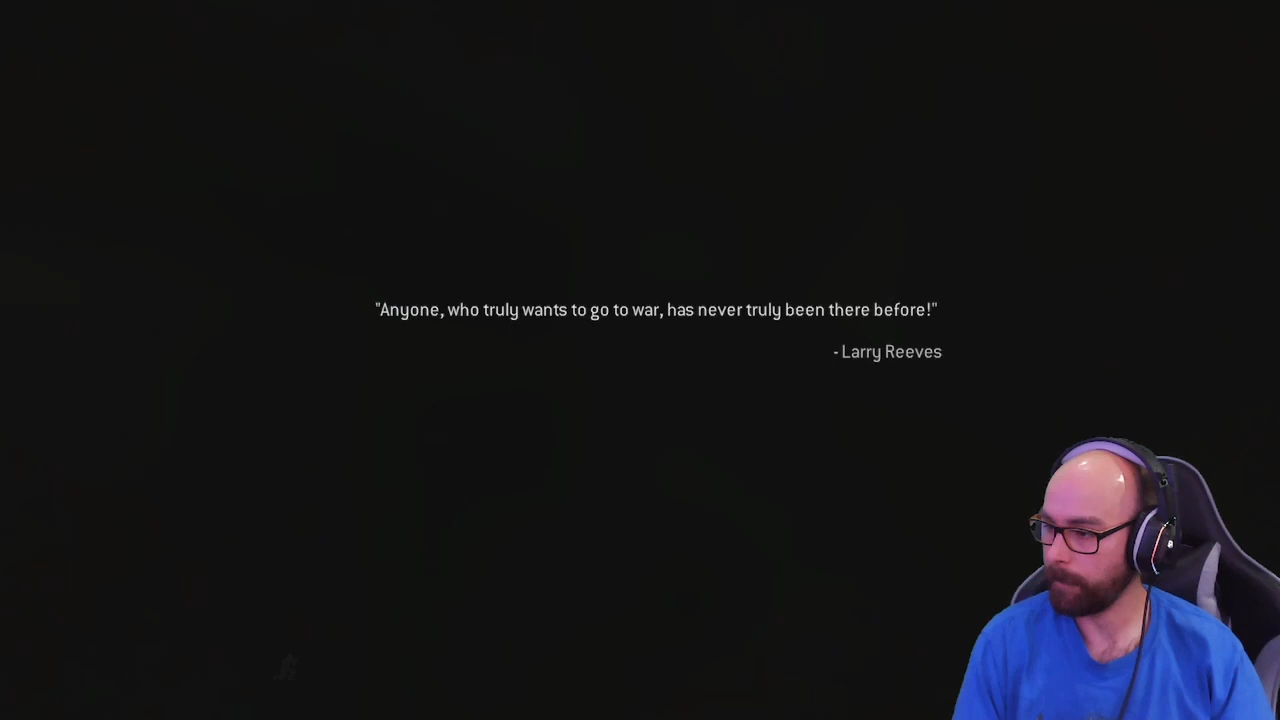 "Anyone, who truly wants to go to war, has never truly been there before!"
- Larry Reeves